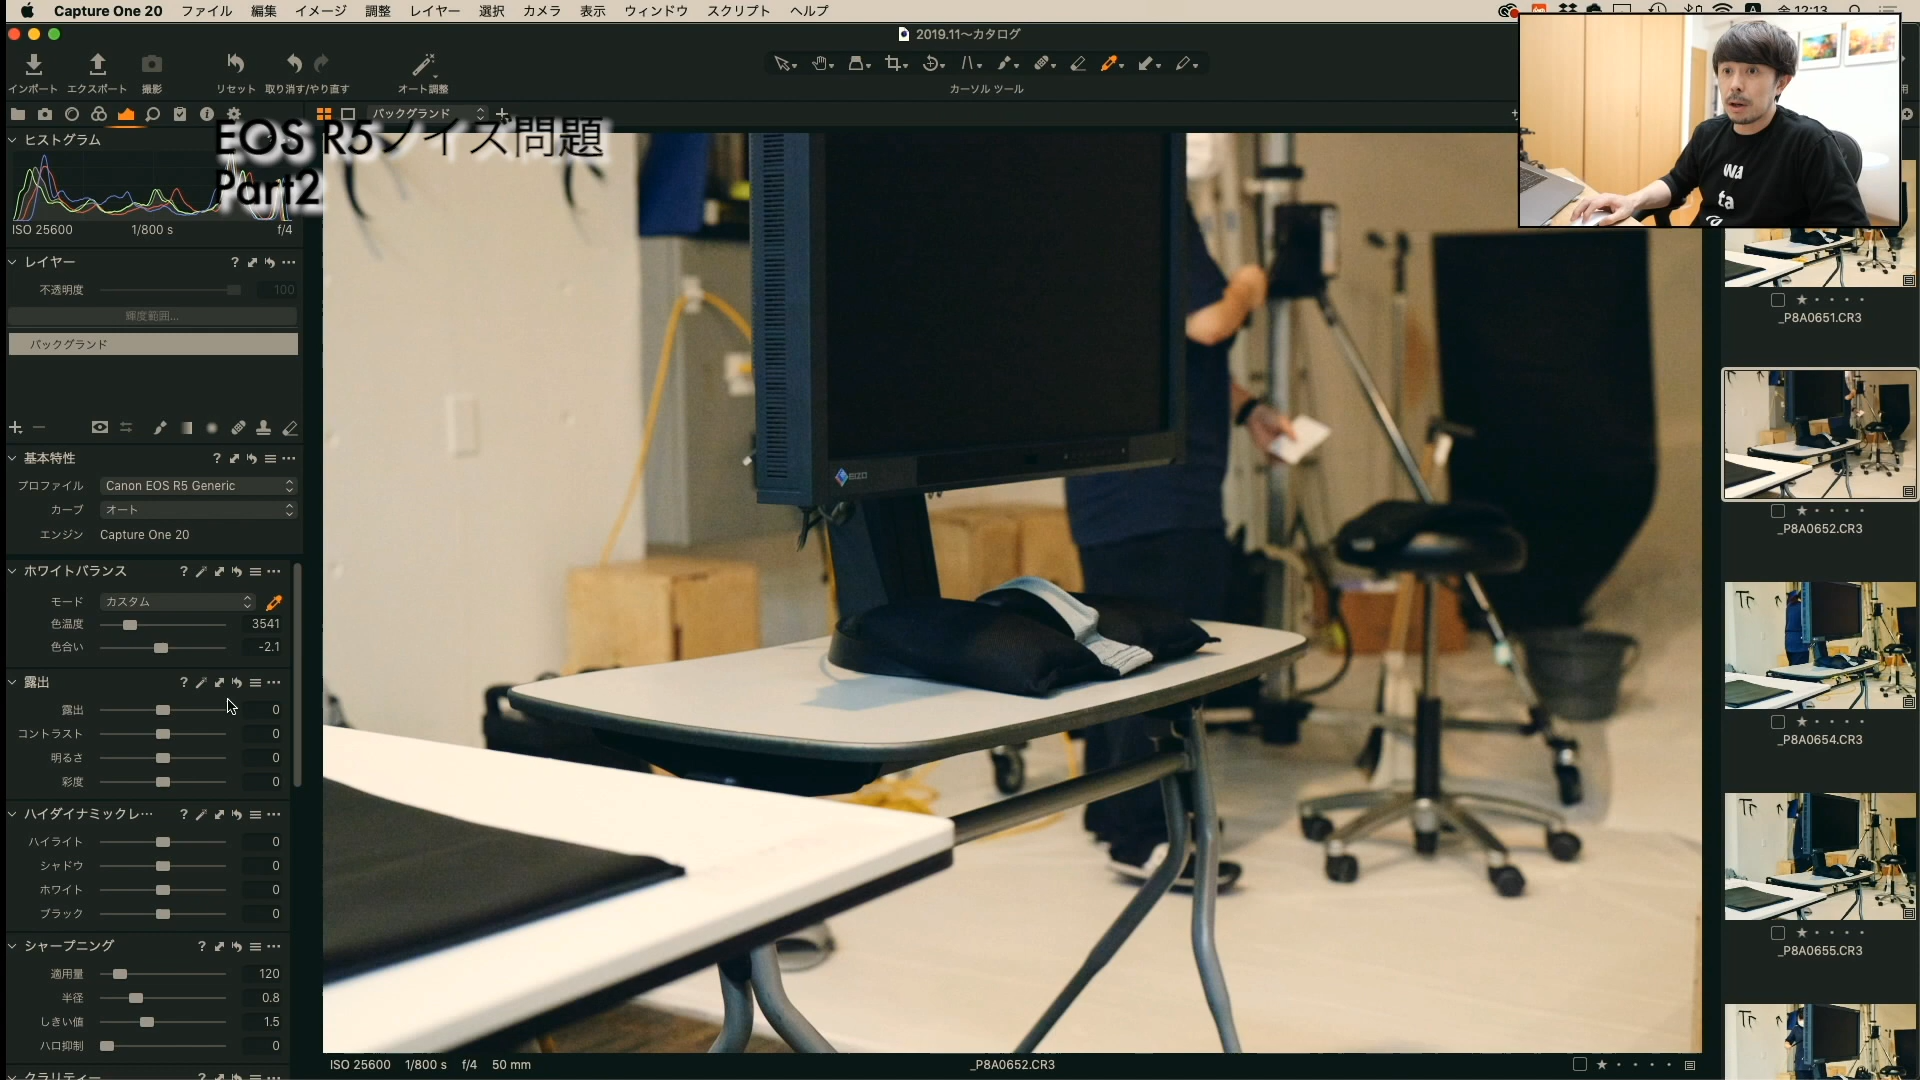 Capture One 20 ファイル 編集 イメージ 調整 レイヤー 選択 カメラ 表示 ウィンドウ スクリプト ヘルプ
金 12:13
2019.11〜カタログ
インポート エクスポート 撮影 リセット 取り消す/やり直す オート調整 カーソル ツール
バックグランド
EOS R5ノイズ問題
Part2
ヒストグラム
ISO 25600 1/800 s f/4
レイヤー
不透明度 100
輝度範囲...
バックグランド
基本特性
プロファイル Canon EOS R5 Generic
カーブ オート
エンジン Capture One 20
ホワイトバランス
モード カスタム
色温度 3541
色合い -2.1
露出
露出 0
コントラスト 0
明るさ 0
彩度 0
ハイダイナミックレ…
ハイライト 0
シャドウ 0
ホワイト 0
ブラック 0
シャープニング
適用量 120
半径 0.8
しきい値 1.5
ハロ抑制 0
クラリティー
EIZO
wa
ta
ISO 25600 1/800 s f/4 50 mm
_P8A0652.CR3
_P8A0651.CR3
_P8A0652.CR3
_P8A0654.CR3
_P8A0655.CR3